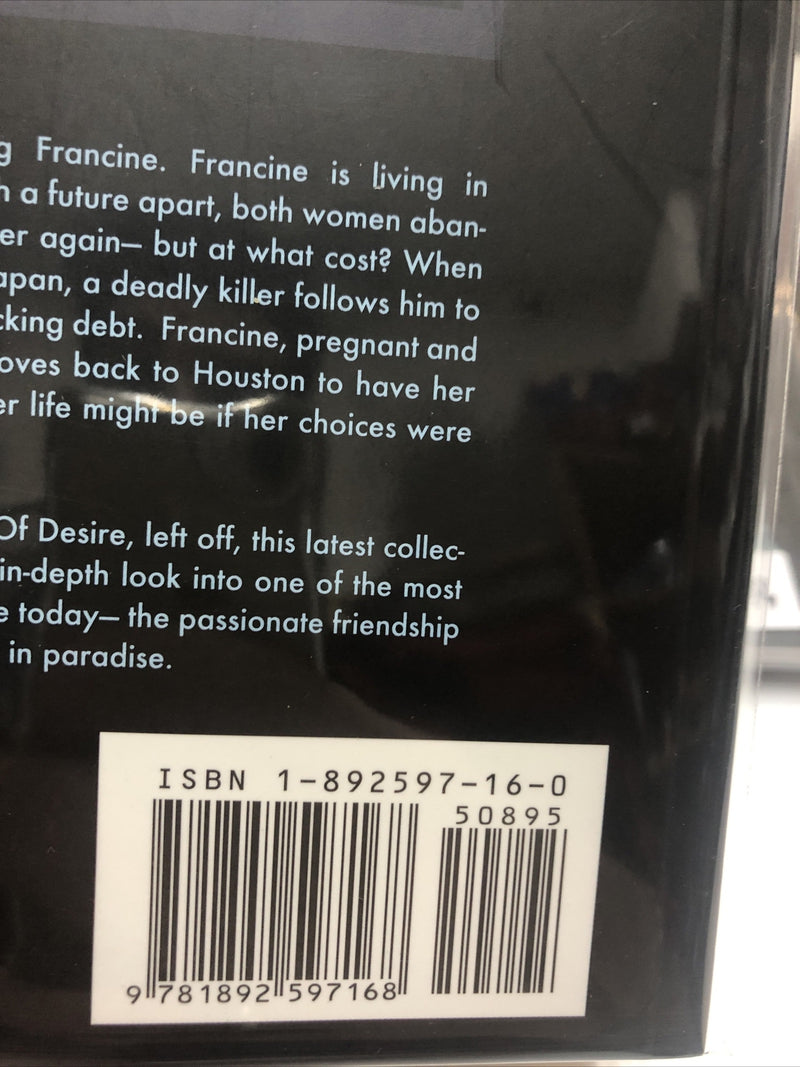 g Francine. Francine is living in
h a future apart, both women aban-
er again— but at what cost? When
apan, a deadly killer follows him to
cking debt. Francine, pregnant and
oves back to Houston to have her
er life might be if her choices were
Of Desire, left off, this latest collec-
in-depth look into one of the most
e today— the passionate friendship
in paradise.
ISBN 1-892597-16-0
50895
9 781892 597168